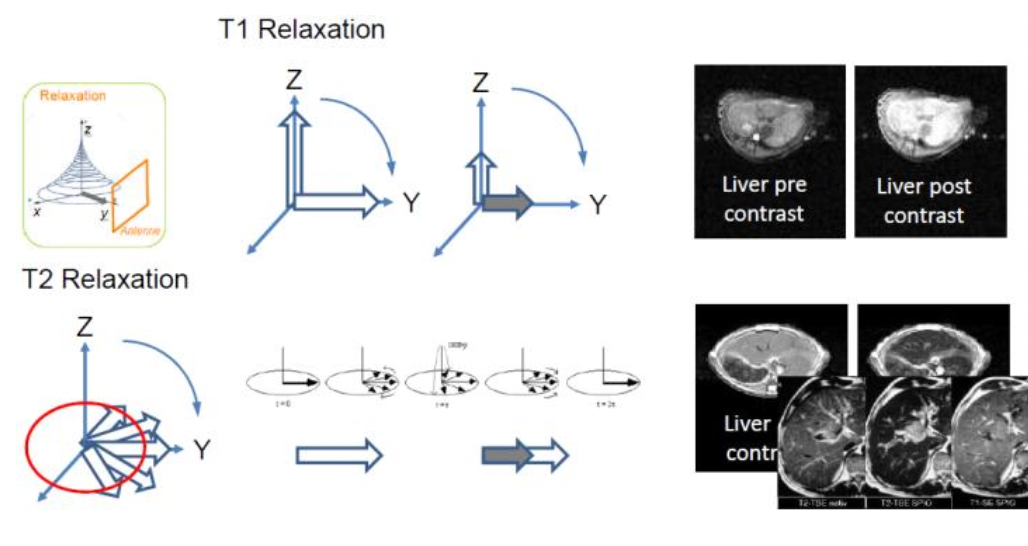 T1 Relaxation
Relaxation
z
x
y
Antenne
Z
Y
Z
Y
Liver pre
contrast
Liver post
contrast
T2 Relaxation
Z
Y
t=0
Liver
contr
T2-TSE nativ
T2-TSE SPIO
T1-SE SPIO